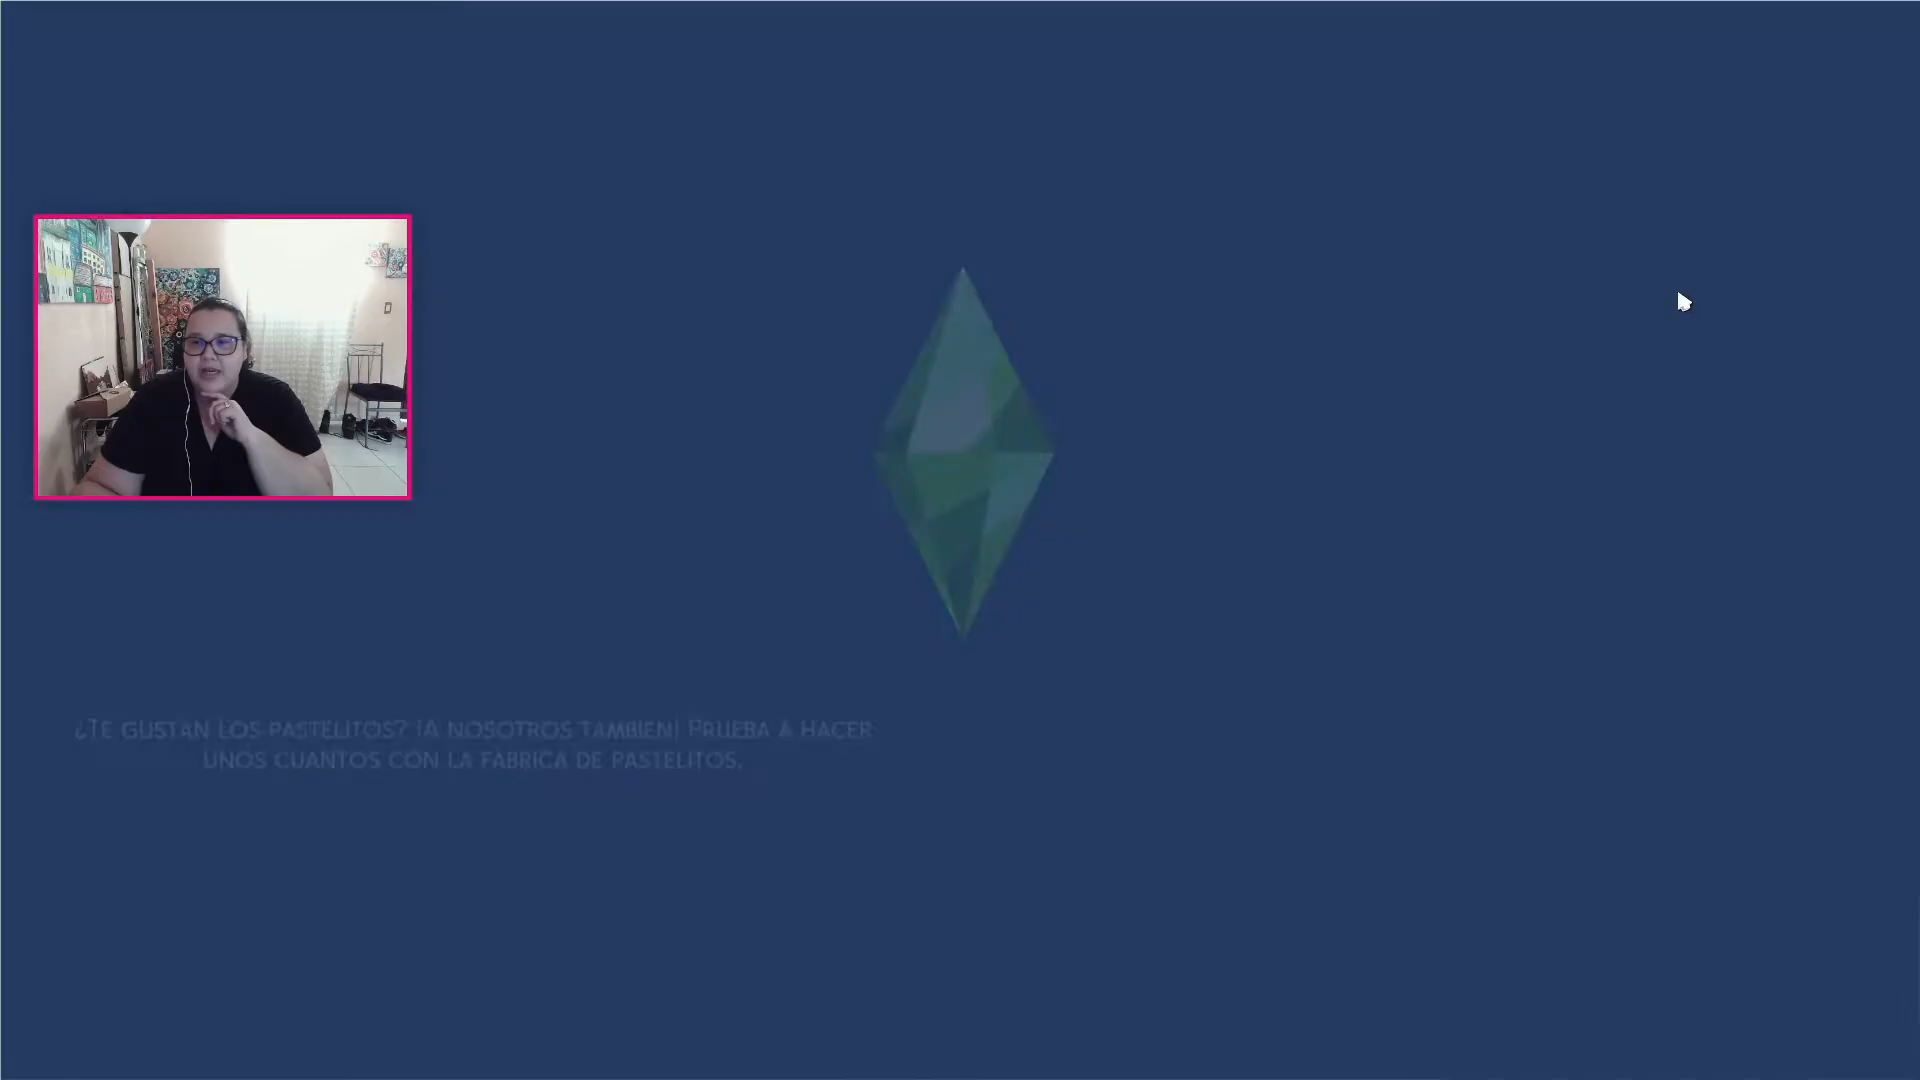 ¿TE GUSTAN LOS PASTELITOS? ¡A NOSOTROS TAMBIÉN! PRUEBA A HACER
UNOS CUANTOS CON LA FÁBRICA DE PASTELITOS.